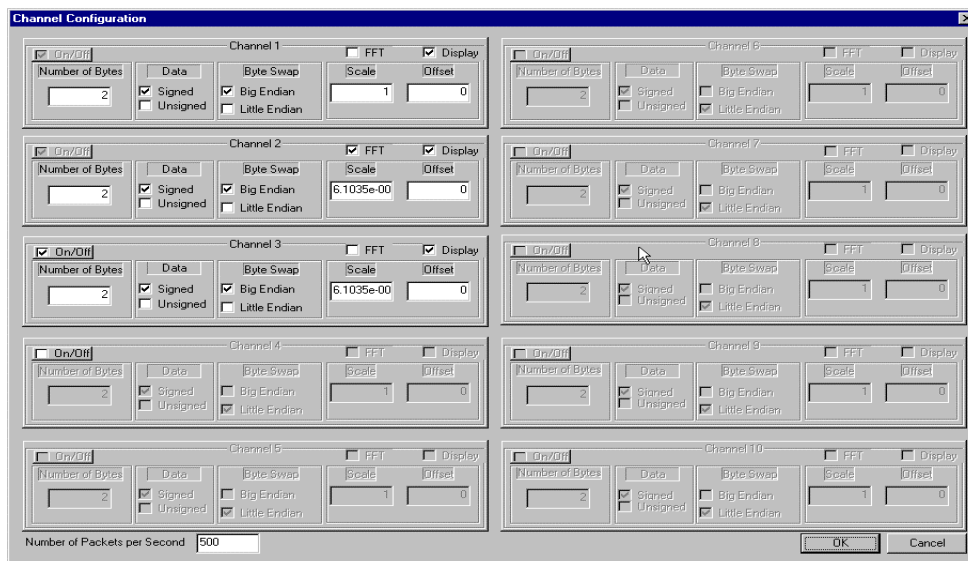 Channel Configuration
Channel 1
On/Off FFT Display
Number of Bytes Data Byte Swap Scale Offset
2 Signed Big Endian 1 0
Unsigned Little Endian
Channel 2
On/Off FFT Display
Number of Bytes Data Byte Swap Scale Offset
2 Signed Big Endian 6.1035e-00 0
Unsigned Little Endian
Channel 3
On/Off FFT Display
Number of Bytes Data Byte Swap Scale Offset
2 Signed Big Endian 6.1035e-00 0
Unsigned Little Endian
Channel 4
On/Off FFT Display
Number of Bytes Data Byte Swap Scale Offset
2 Signed Big Endian 1 0
Unsigned Little Endian
Channel 5
On/Off FFT Display
Number of Bytes Data Byte Swap Scale Offset
2 Signed Big Endian 1 0
Unsigned Little Endian
Channel 6
On/Off FFT Display
Number of Bytes Data Byte Swap Scale Offset
2 Signed Big Endian 1 0
Unsigned Little Endian
Channel 7
On/Off FFT Display
Number of Bytes Data Byte Swap Scale Offset
2 Signed Big Endian 1 0
Unsigned Little Endian
Channel 8
On/Off FFT Display
Number of Bytes Data Byte Swap Scale Offset
2 Signed Big Endian 1 0
Unsigned Little Endian
Channel 9
On/Off FFT Display
Number of Bytes Data Byte Swap Scale Offset
2 Signed Big Endian 1 0
Unsigned Little Endian
Channel 10
On/Off FFT Display
Number of Bytes Data Byte Swap Scale Offset
2 Signed Big Endian 1 0
Unsigned Little Endian
Number of Packets per Second 500
OK Cancel